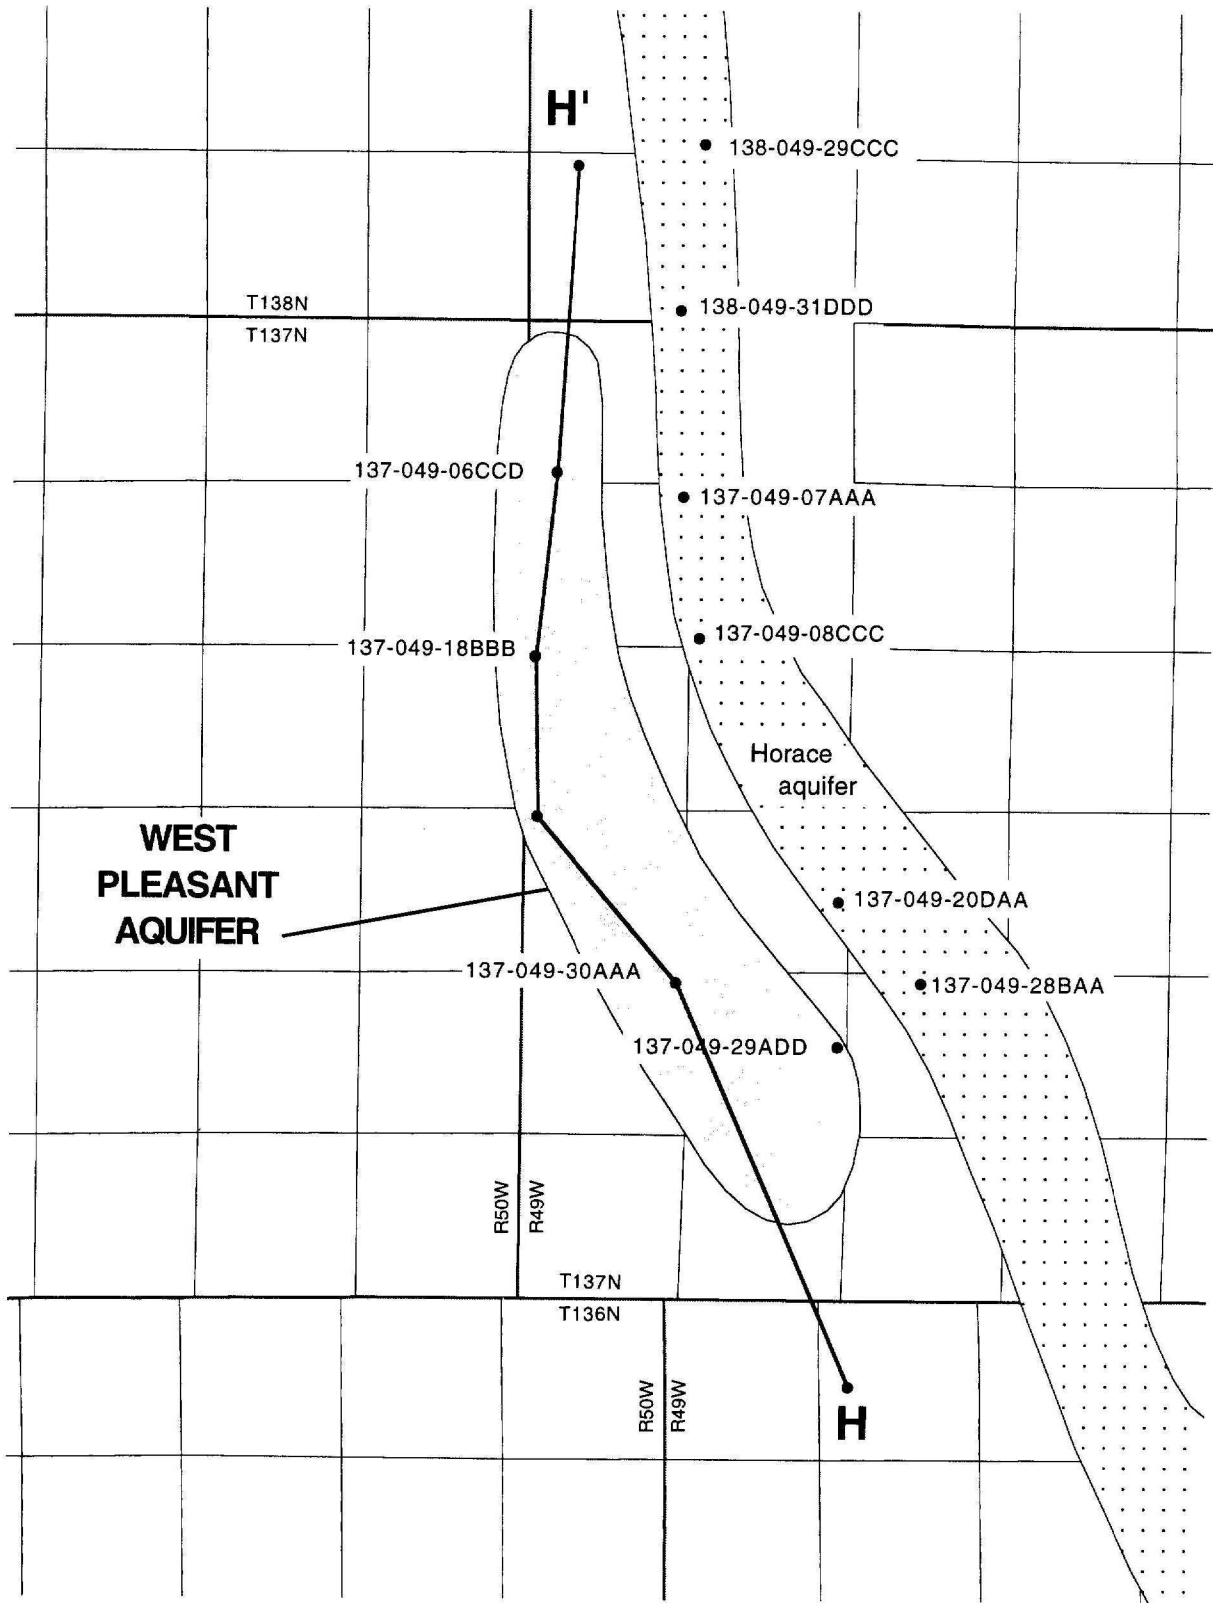 H'
138-049-29CCC
T138N
138-049-31DDD
T137N
137-049-06CCD
137-049-07AAA
137-049-08CCC
137-049-18BBB
Horace
aquifer
WEST
PLEASANT
AQUIFER
137-049-20DAA
137-049-30AAA
137-049-28BAA
137-049-29ADD
R50W
R49W
T137N
T136N
R50W
R49W
H